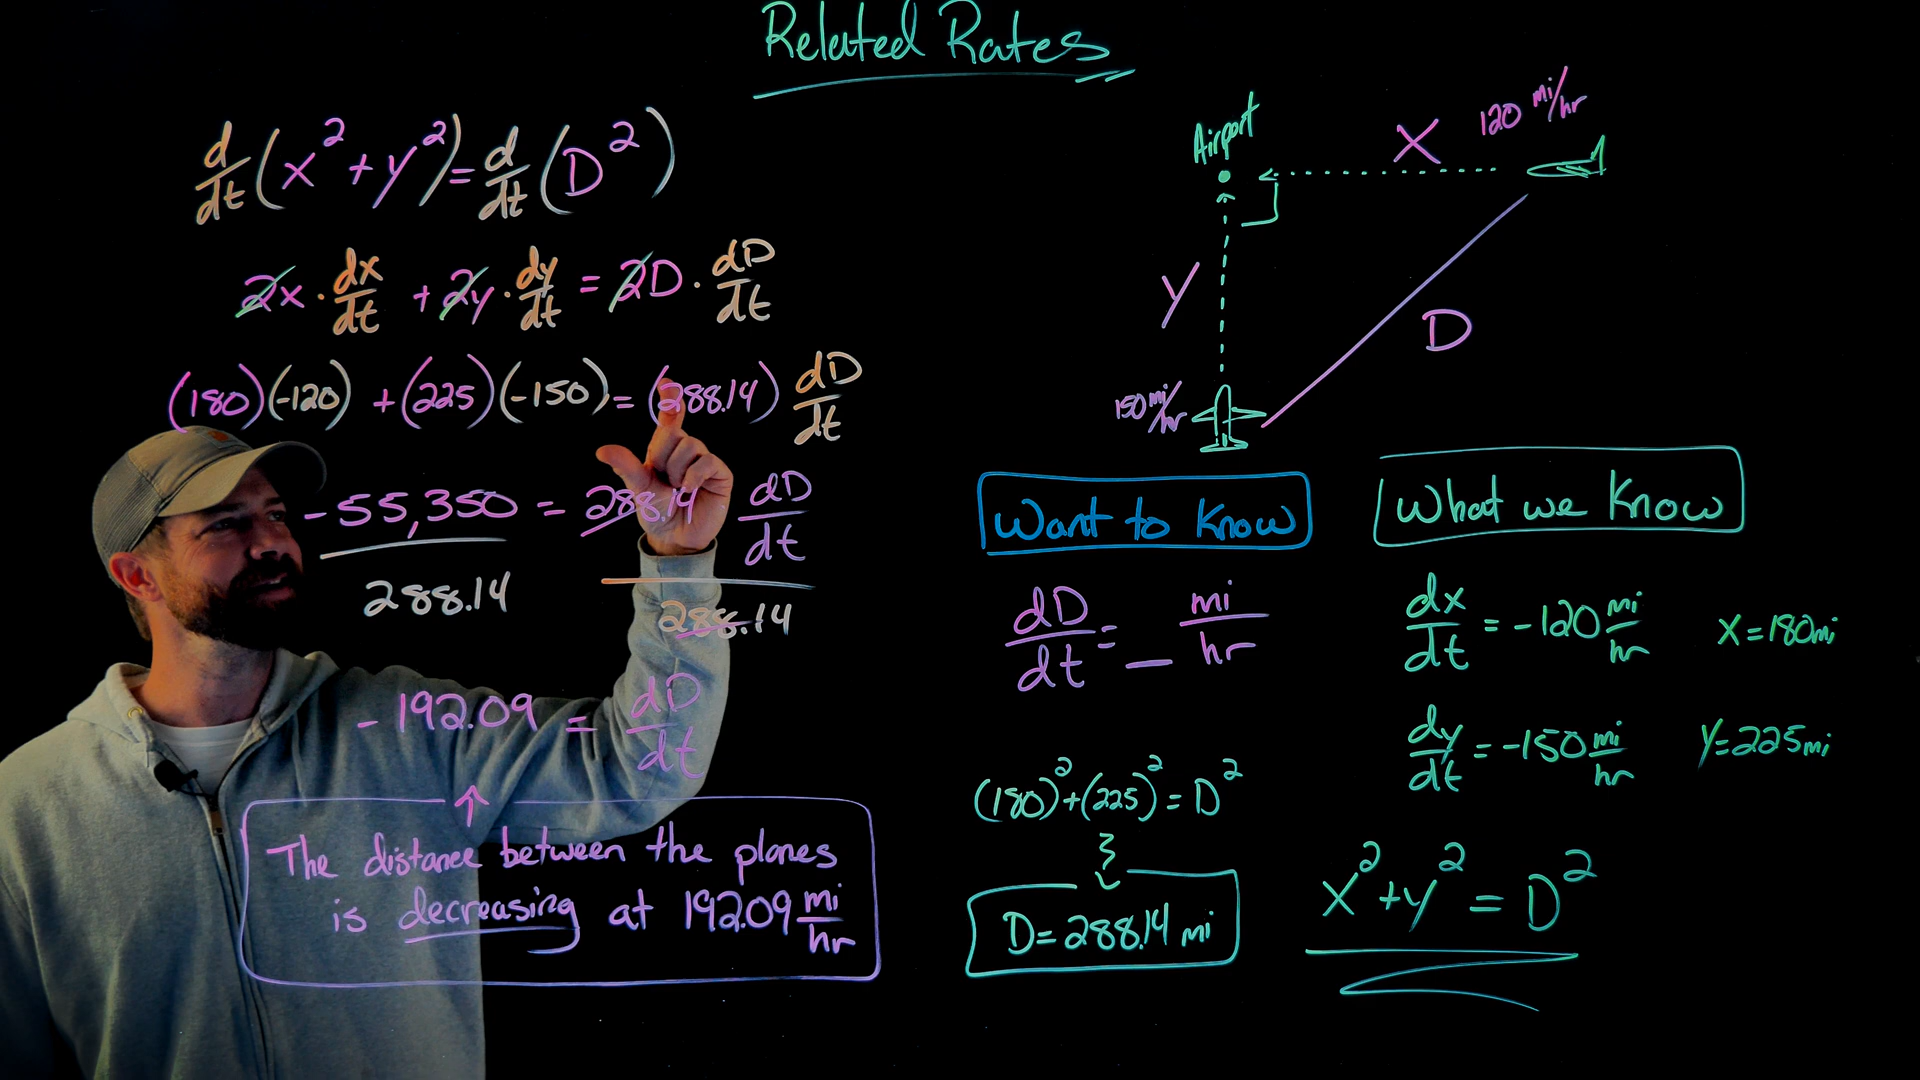 Related Rates
d/dt (x² + y²) = d/dt (D²)
2x · dx/dt + 2y · dy/dt = 2D · dD/dt
(180)(-120) + (225)(-150) = (288.14) dD/dt
-55,350 = 288.14 dD/dt
288.14 288.14
-192.09 = dD/dt
The distance between the planes
is decreasing at 192.09 mi/hr
Airport
X
120 mi/hr
Y
D
150 mi/hr
Want to Know
dD/dt = _ mi/hr
(180)² + (225)² = D²
D = 288.14 mi
What we Know
dx/dt = -120 mi/hr X = 180mi
dy/dt = -150 mi/hr Y = 225mi
x² + y² = D²